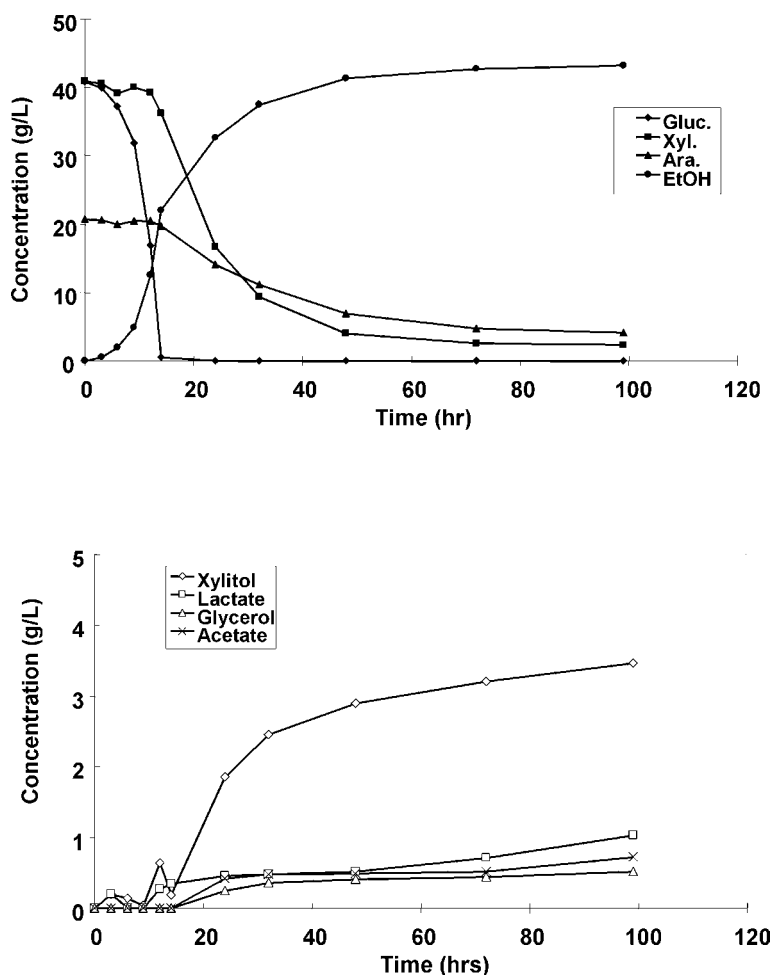 50
40
30
20
10
0
Concentration (g/L)
Gluc.
Xyl.
Ara.
EtOH
0 20 40 60 80 100 120
Time (hr)
5
4
3
2
1
0
Concentration (g/L)
Xylitol
Lactate
Glycerol
Acetate
0 20 40 60 80 100 120
Time (hrs)